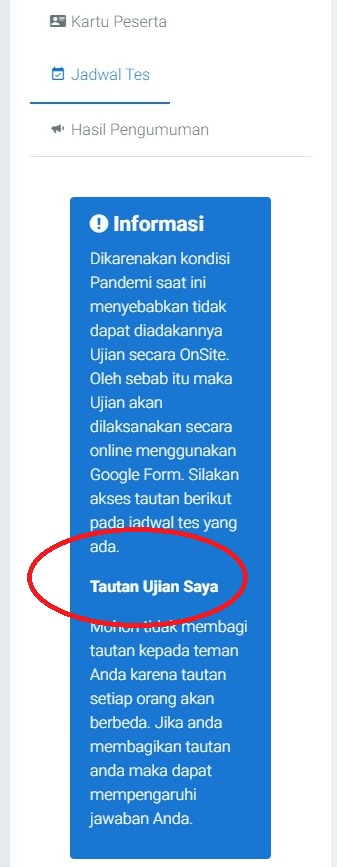 Kartu Peserta
Jadwal Tes
Hasil Pengumuman
Informasi
Dikarenakan kondisi
Pandemi saat ini
menyebabkan tidak
dapat diadakannya
Ujian secara OnSite.
Oleh sebab itu maka
Ujian akan
dilaksanakan secara
online menggunakan
Google Form. Silakan
akses tautan berikut
pada jadwal tes yang
ada.
Tautan Ujian Saya
Mohon tidak membagi
tautan kepada teman
Anda karena tautan
setiap orang akan
berbeda. Jika anda
membagikan tautan
anda maka dapat
mempengaruhi
jawaban Anda.